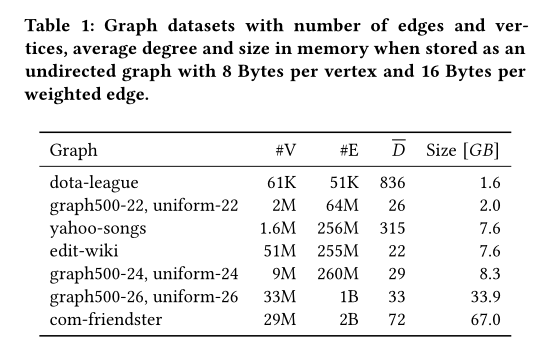 Table 1: Graph datasets with number of edges and ver-
tices, average degree and size in memory when stored as an
undirected graph with 8 Bytes per vertex and 16 Bytes per
weighted edge.
Graph #V #E D̅ Size [GB]
dota-league 61K 51K 836 1.6
graph500-22, uniform-22 2M 64M 26 2.0
yahoo-songs 1.6M 256M 315 7.6
edit-wiki 51M 255M 22 7.6
graph500-24, uniform-24 9M 260M 29 8.3
graph500-26, uniform-26 33M 1B 33 33.9
com-friendster 29M 2B 72 67.0